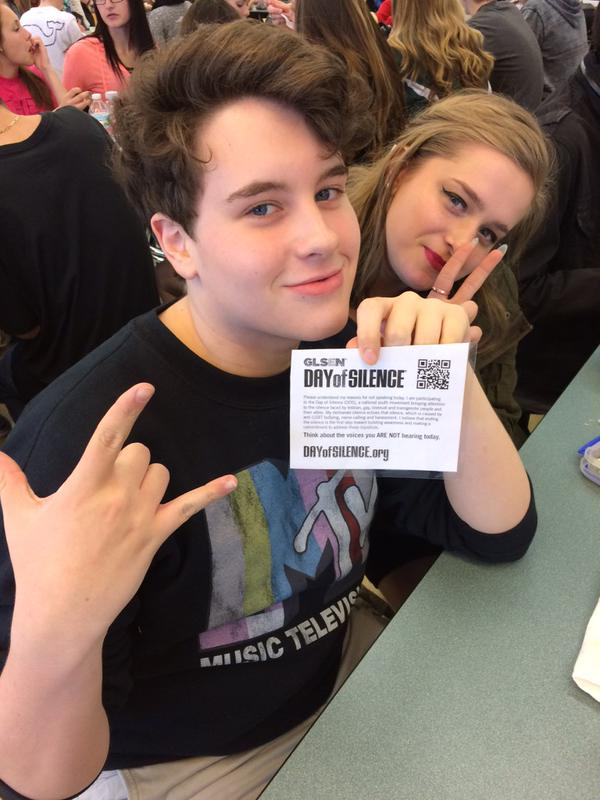 GLSEN
DAY of SILENCE
Please understand my reasons for not speaking today. I am participating
in the Day of Silence (DOS), a national youth movement bringing attention
to the silence faced by lesbian, gay, bisexual and transgender people and
their allies. My deliberate silence echoes that silence, which is caused by
anti-LGBT bullying, name-calling and harassment. I believe that ending
the silence is the first step toward building awareness and making a
commitment to address these injustices.
Think about the voices you ARE NOT hearing today.
DAYofSILENCE.org
MTV
MUSIC TELEVIS